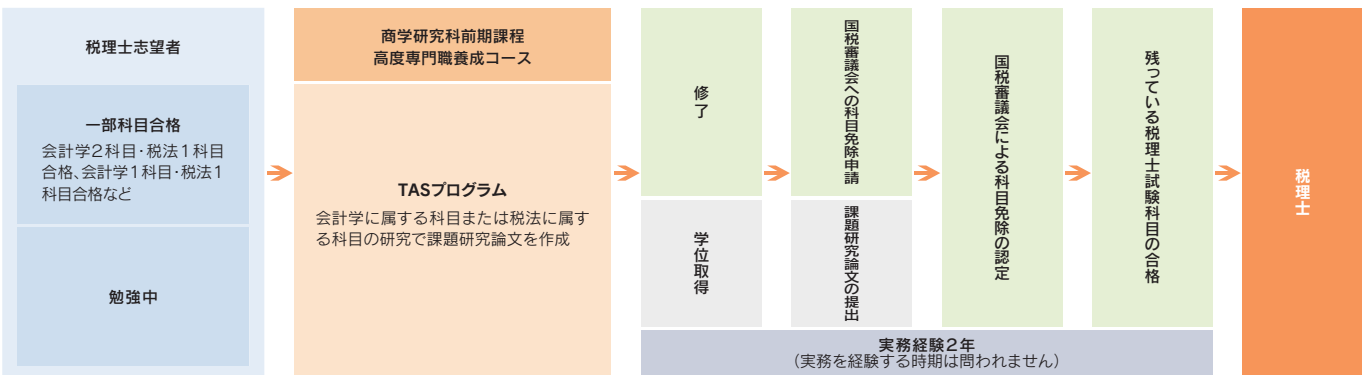 税理士志望者
一部科目合格
会計学2科目・税法1科目
合格、会計学1科目・税法1
科目合格など
勉強中
商学研究科前期課程
高度専門職養成コース
TASプログラム
会計学に属する科目または税法に属す
る科目の研究で課題研究論文を作成
修了
学位取得
国税審議会への科目免除申請
課題研究論文の提出
国税審議会による科目免除の認定
残っている税理士試験科目の合格
実務経験2年
（実務を経験する時期は問われません）
税理士